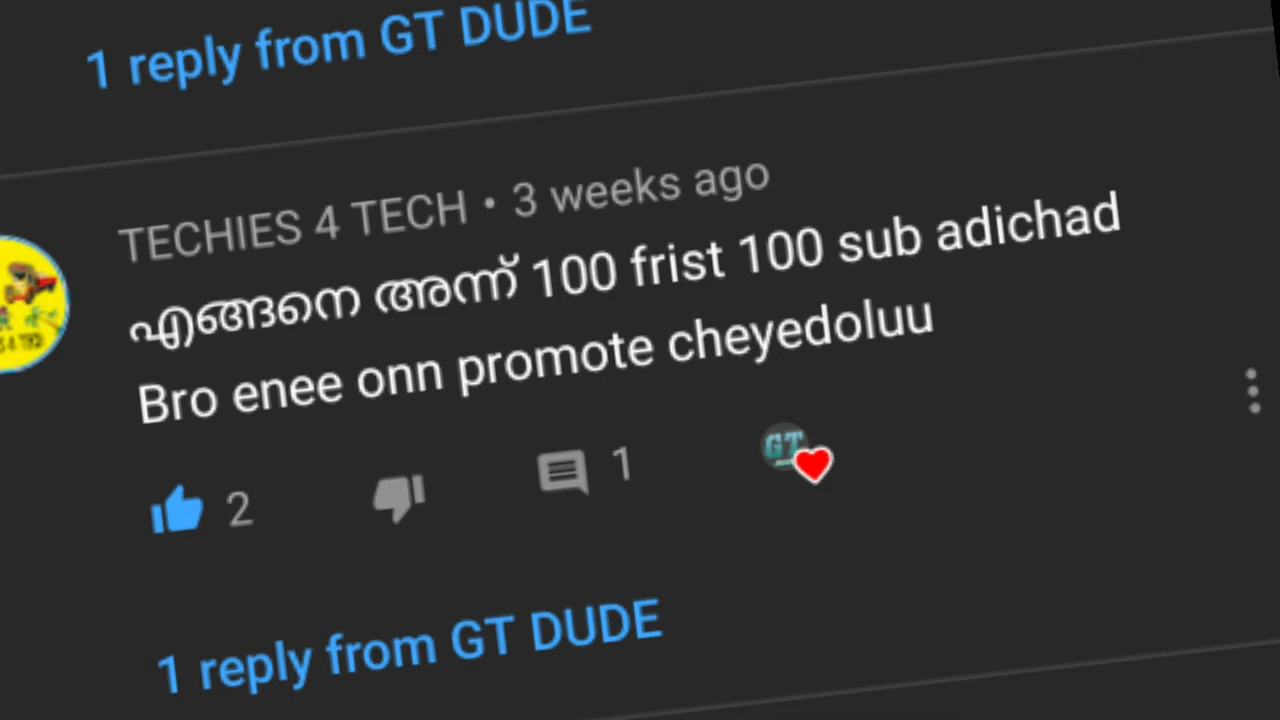 1 reply from GT DUDE
TECHIES 4 TECH • 3 weeks ago
എങ്ങനെ അന്ന് 100 frist 100 sub adichad
Bro enee onn promote cheyedoluu
2
1
GT
1 reply from GT DUDE